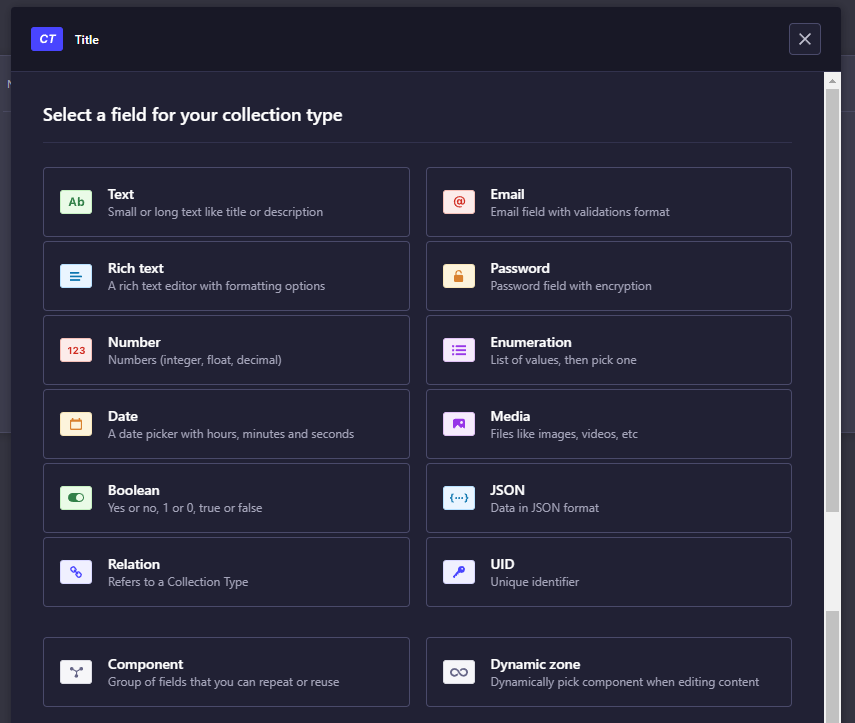 CT Title
Select a field for your collection type
Ab Text
Small or long text like title or description
@ Email
Email field with validations format
Rich text
A rich text editor with formatting options
Password
Password field with encryption
123 Number
Numbers (integer, float, decimal)
Enumeration
List of values, then pick one
Date
A date picker with hours, minutes and seconds
Media
Files like images, videos, etc
Boolean
Yes or no, 1 or 0, true or false
{···} JSON
Data in JSON format
Relation
Refers to a Collection Type
UID
Unique identifier
Component
Group of fields that you can repeat or reuse
Dynamic zone
Dynamically pick component when editing content